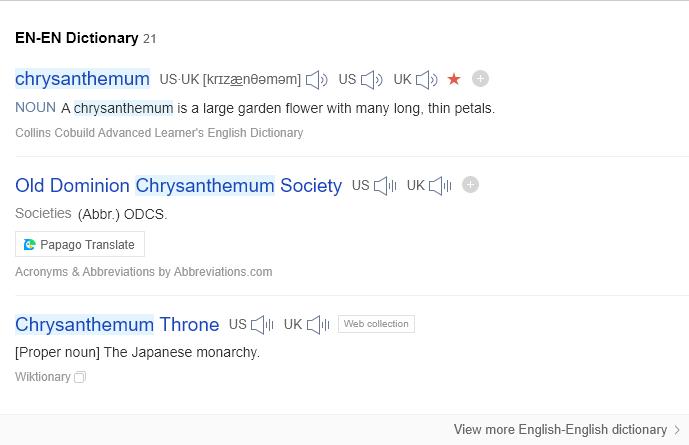 EN-EN Dictionary 21
chrysanthemum US·UK [krɪzænθəməm] US UK
NOUN A chrysanthemum is a large garden flower with many long, thin petals.
Collins Cobuild Advanced Learner's English Dictionary
Old Dominion Chrysanthemum Society US UK
Societies (Abbr.) ODCS.
Papago Translate
Acronyms & Abbreviations by Abbreviations.com
Chrysanthemum Throne US UK Web collection
[Proper noun] The Japanese monarchy.
Wiktionary
View more English-English dictionary